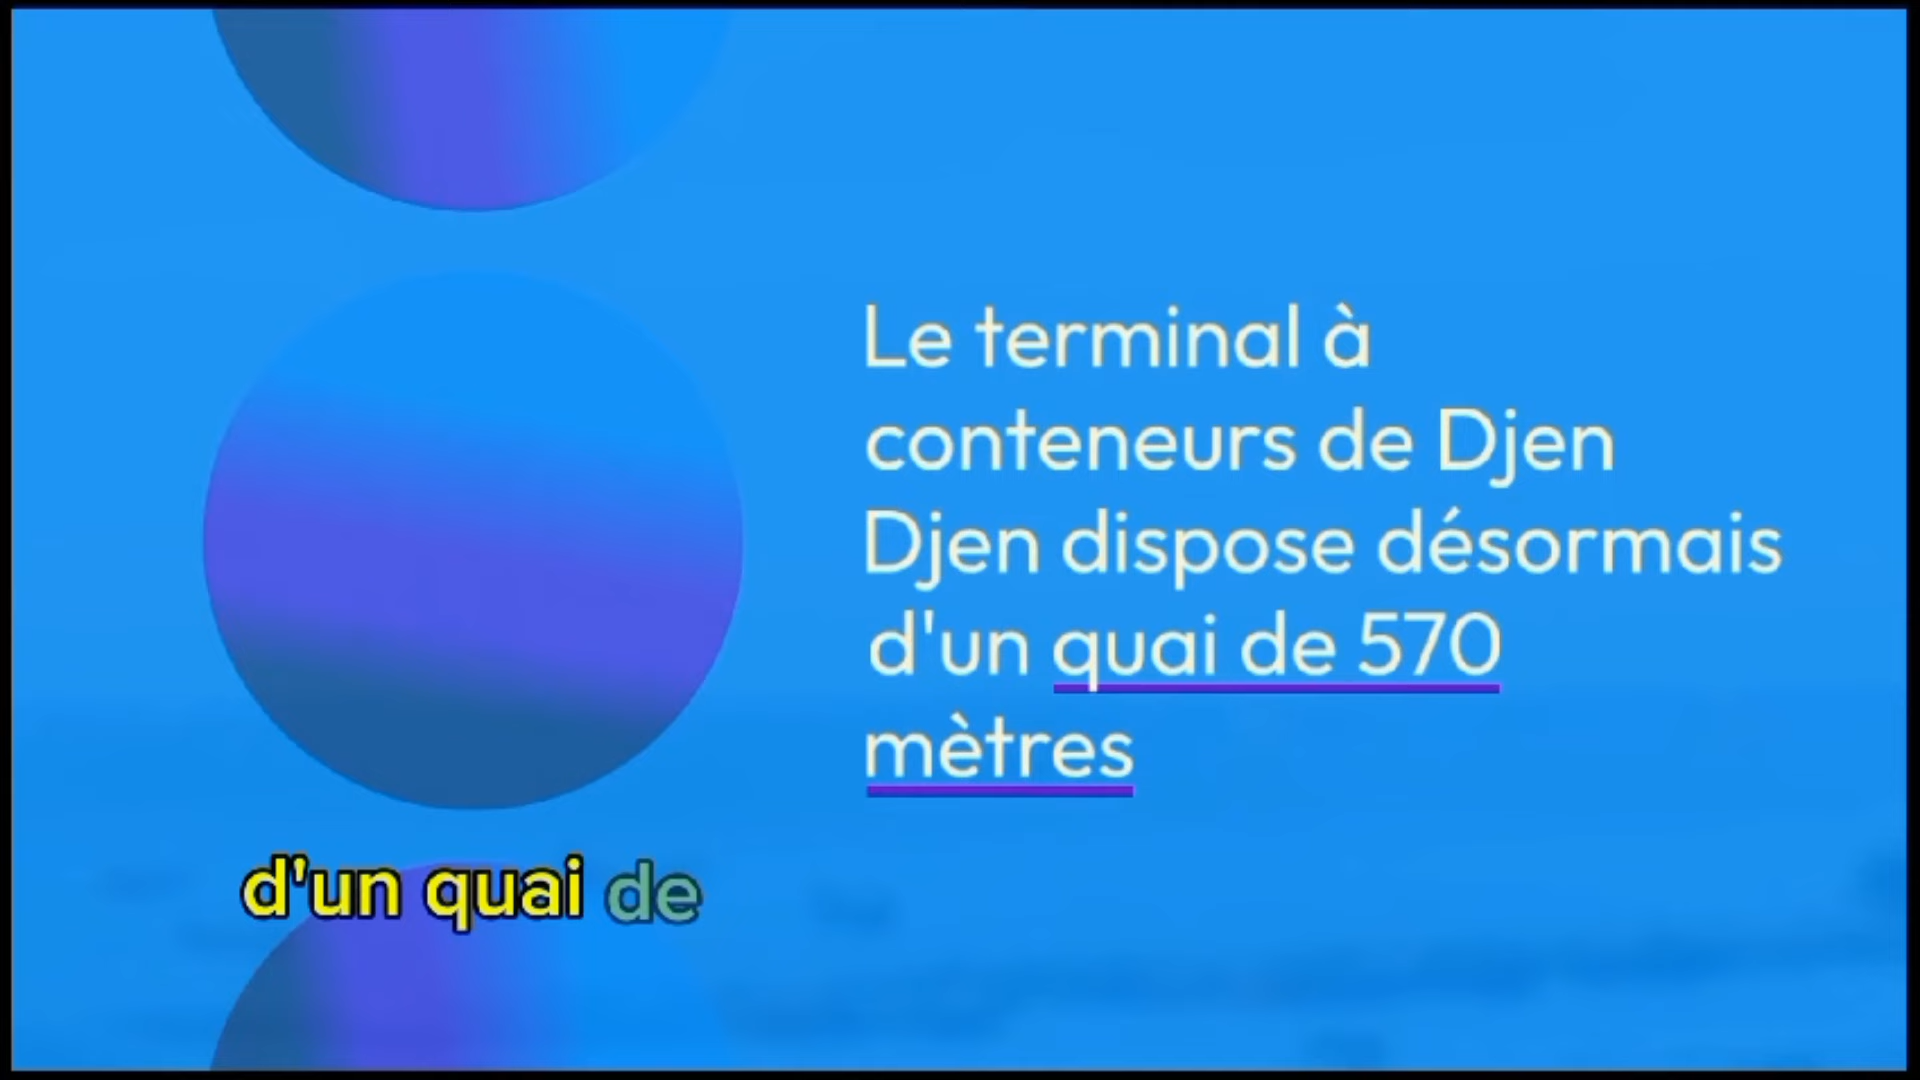 Le terminal à
conteneurs de Djen
Djen dispose désormais
d'un quai de 570
mètres
d'un quai de